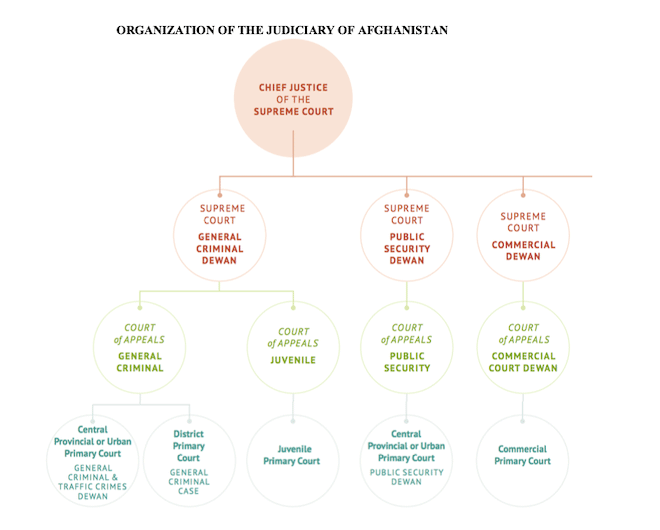 ORGANIZATION OF THE JUDICIARY OF AFGHANISTAN
CHIEF JUSTICE
OF THE
SUPREME COURT
SUPREME
COURT
GENERAL
CRIMINAL
DEWAN
SUPREME
COURT
PUBLIC
SECURITY
DEWAN
SUPREME
COURT
COMMERCIAL
DEWAN
COURT
of APPEALS
GENERAL
CRIMINAL
COURT
of APPEALS
JUVENILE
COURT
of APPEALS
PUBLIC
SECURITY
COURT
of APPEALS
COMMERCIAL
COURT DEWAN
Central
Provincial or Urban
Primary Court
GENERAL
CRIMINAL &
TRAFFIC CRIMES
DEWAN
District
Primary
Court
GENERAL
CRIMINAL
CASE
Juvenile
Primary Court
Central
Provincial or Urban
Primary Court
PUBLIC SECURITY
DEWAN
Commercial
Primary Court